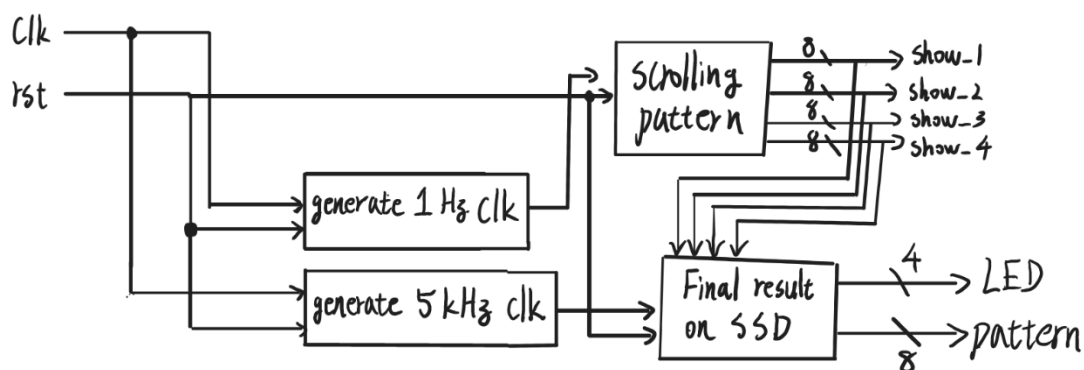 Clk
rst
generate 1 Hz clk
generate 5 kHz clk
scrolling
pattern
8
8
8
8
show_1
show_2
show_3
show_4
Final result
on SSD
4
LED
8
pattern